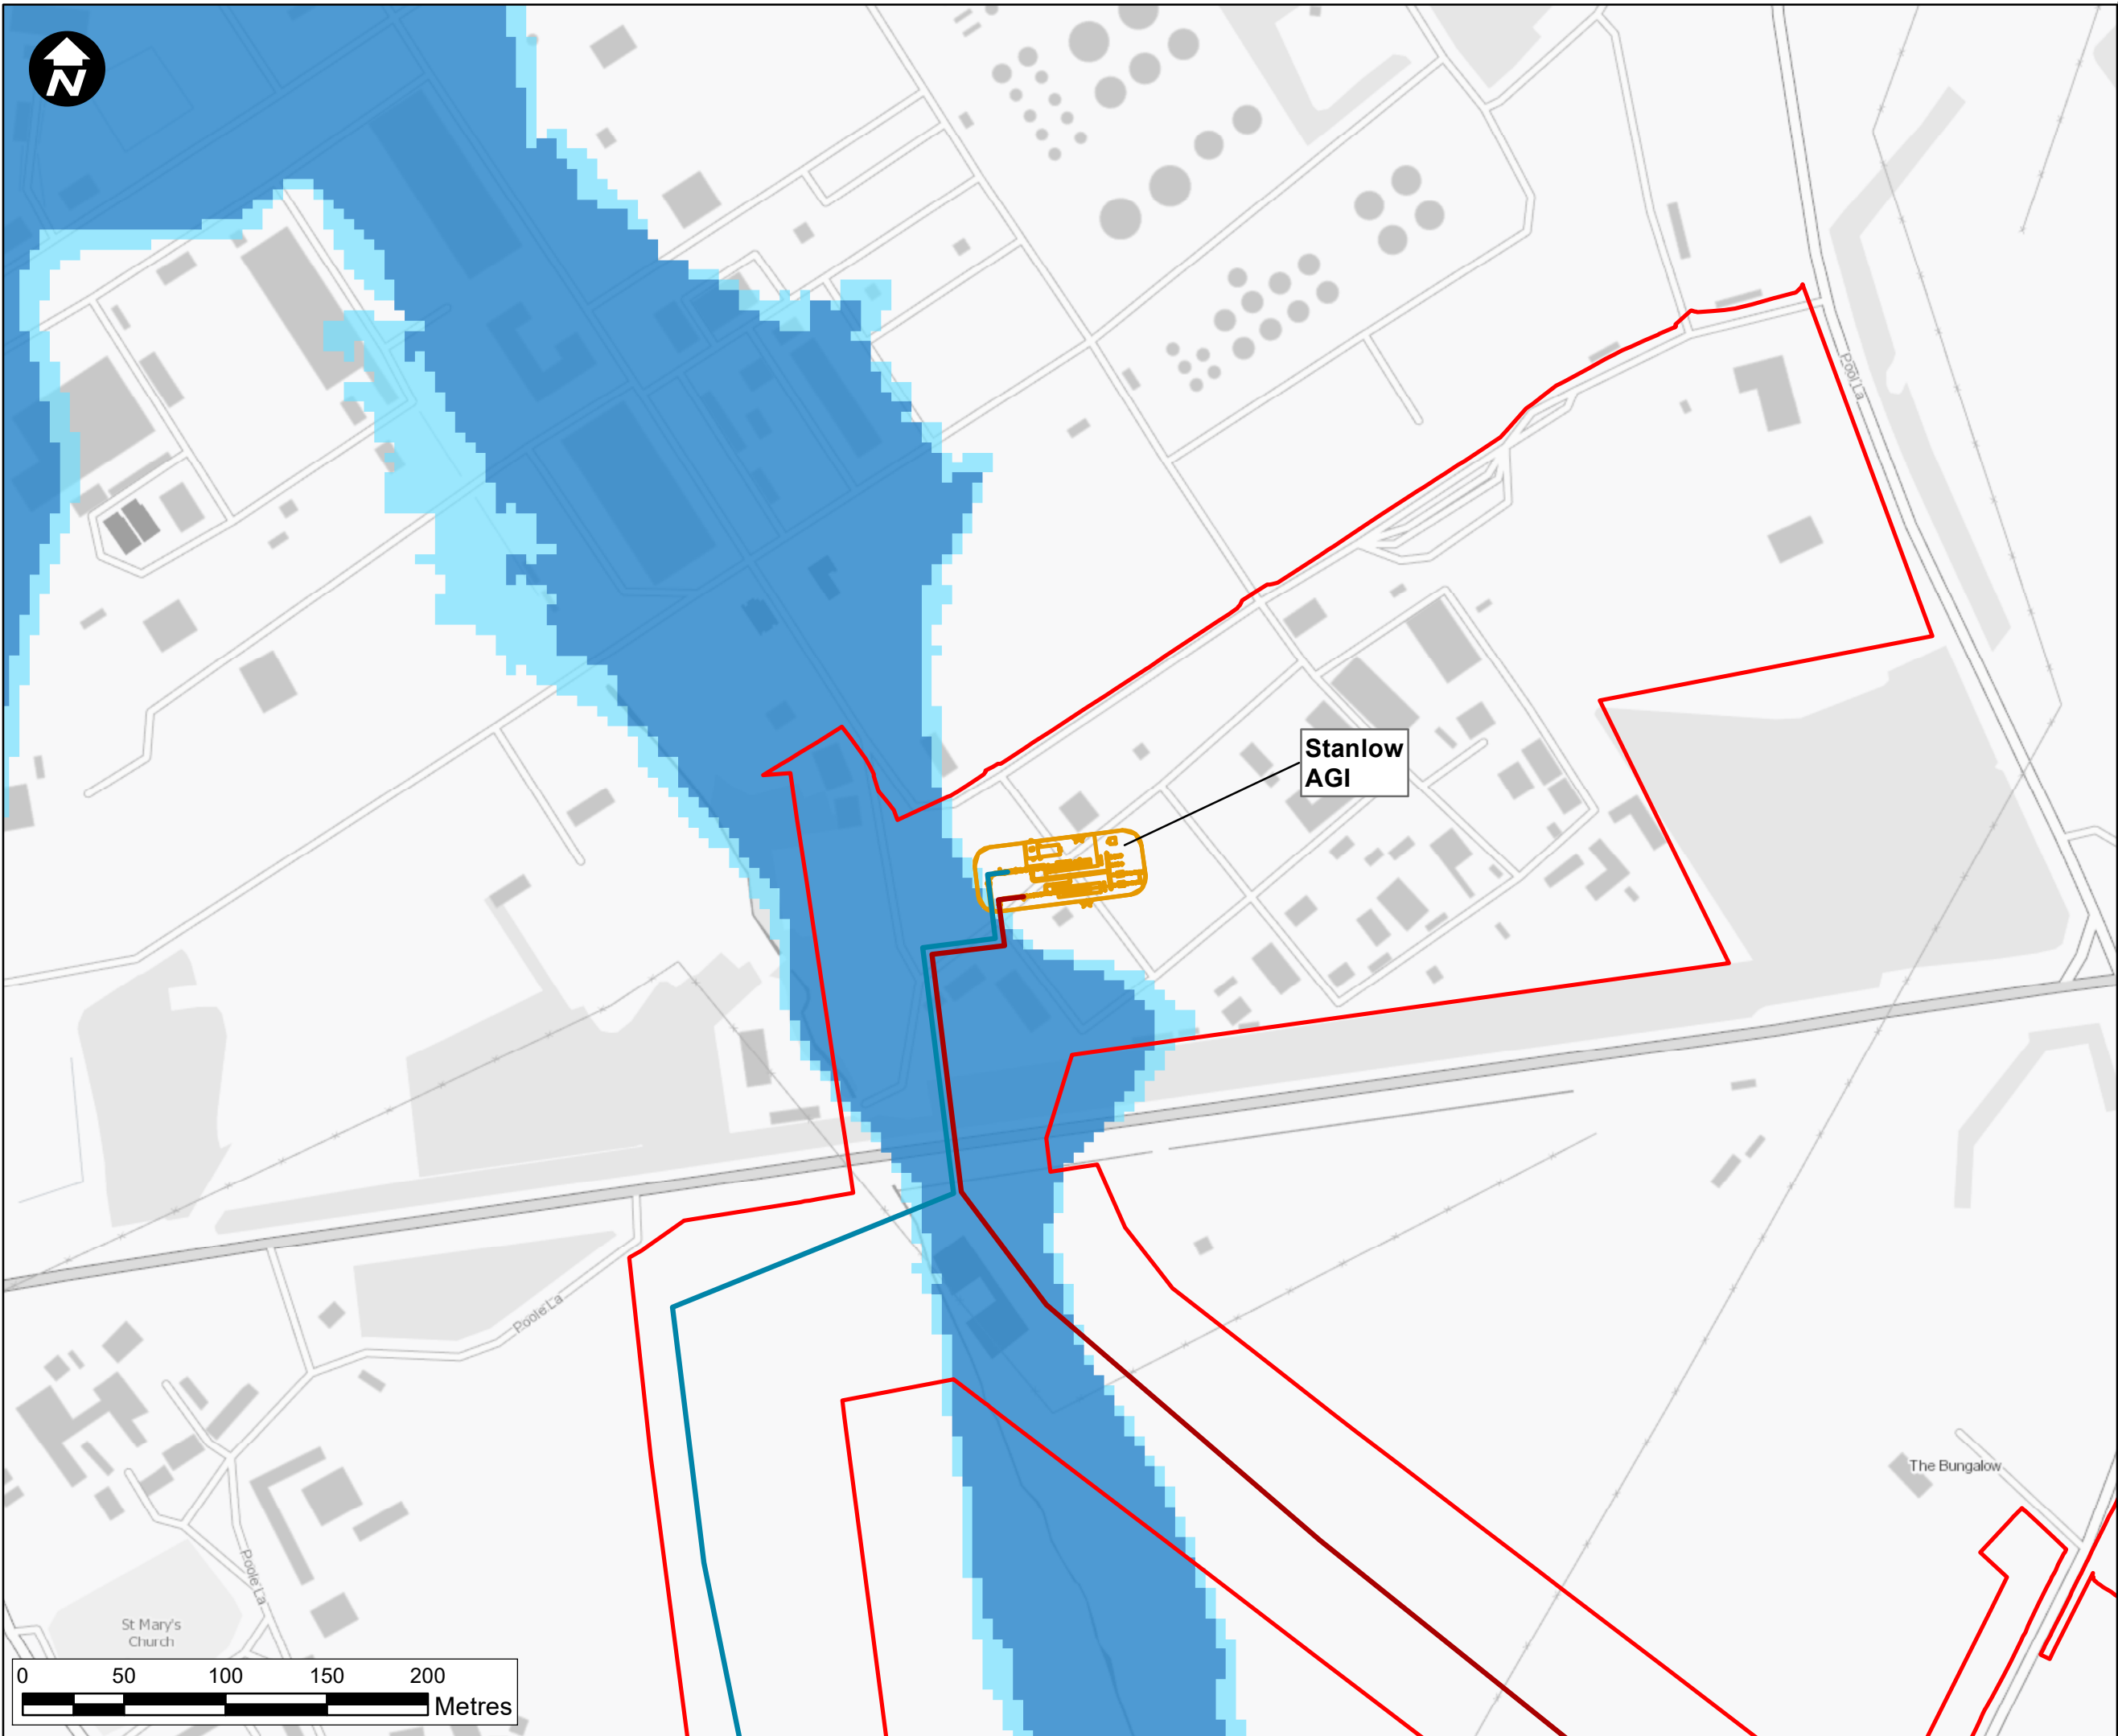 N
Pool La
Stanlow
AGI
Poole La
The Bungalow
Poole La
St Mary's
Church
0 50 100 150 200
Metres